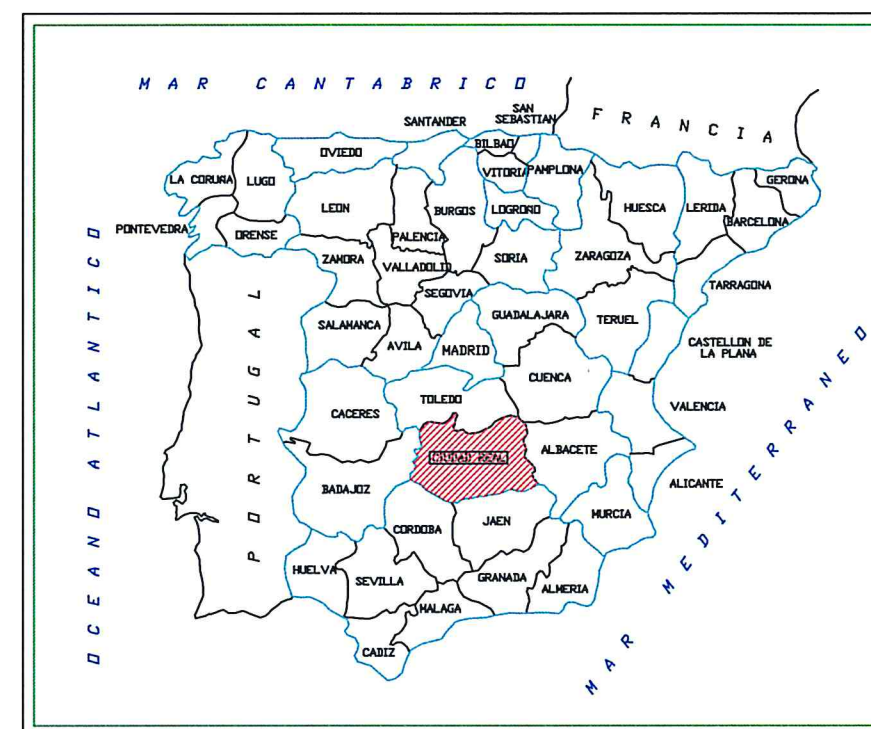 MAR CANTABRICO
FRANCIA
SAN
SEBASTIAN
SANTANDER
BILBAO
OVIEDO
LA CORUÑA
LUGO
VITORIA
PAMPLONA
GERONA
LEON
BURGOS
LOGROÑO
HUESCA
LERIDA
BARCELONA
PONTEVEDRA
ORENSE
PALENCIA
ZAMORA
VALLADOLID
SORIA
ZARAGOZA
TARRAGONA
SEGOVIA
SALAMANCA
GUADALAJARA
TERUEL
AVILA
MADRID
CASTELLON DE
LA PLANA
CUENCA
TOLEDO
CACERES
VALENCIA
CIUDAD REAL
ALBACETE
BADAJOZ
ALICANTE
MURCIA
CORDOBA
JAEN
HUELVA
SEVILLA
GRANADA
ALMERIA
MALAGA
CADIZ
PORTUGAL
OCEANO ATLANTICO
MAR MEDITERRANEO